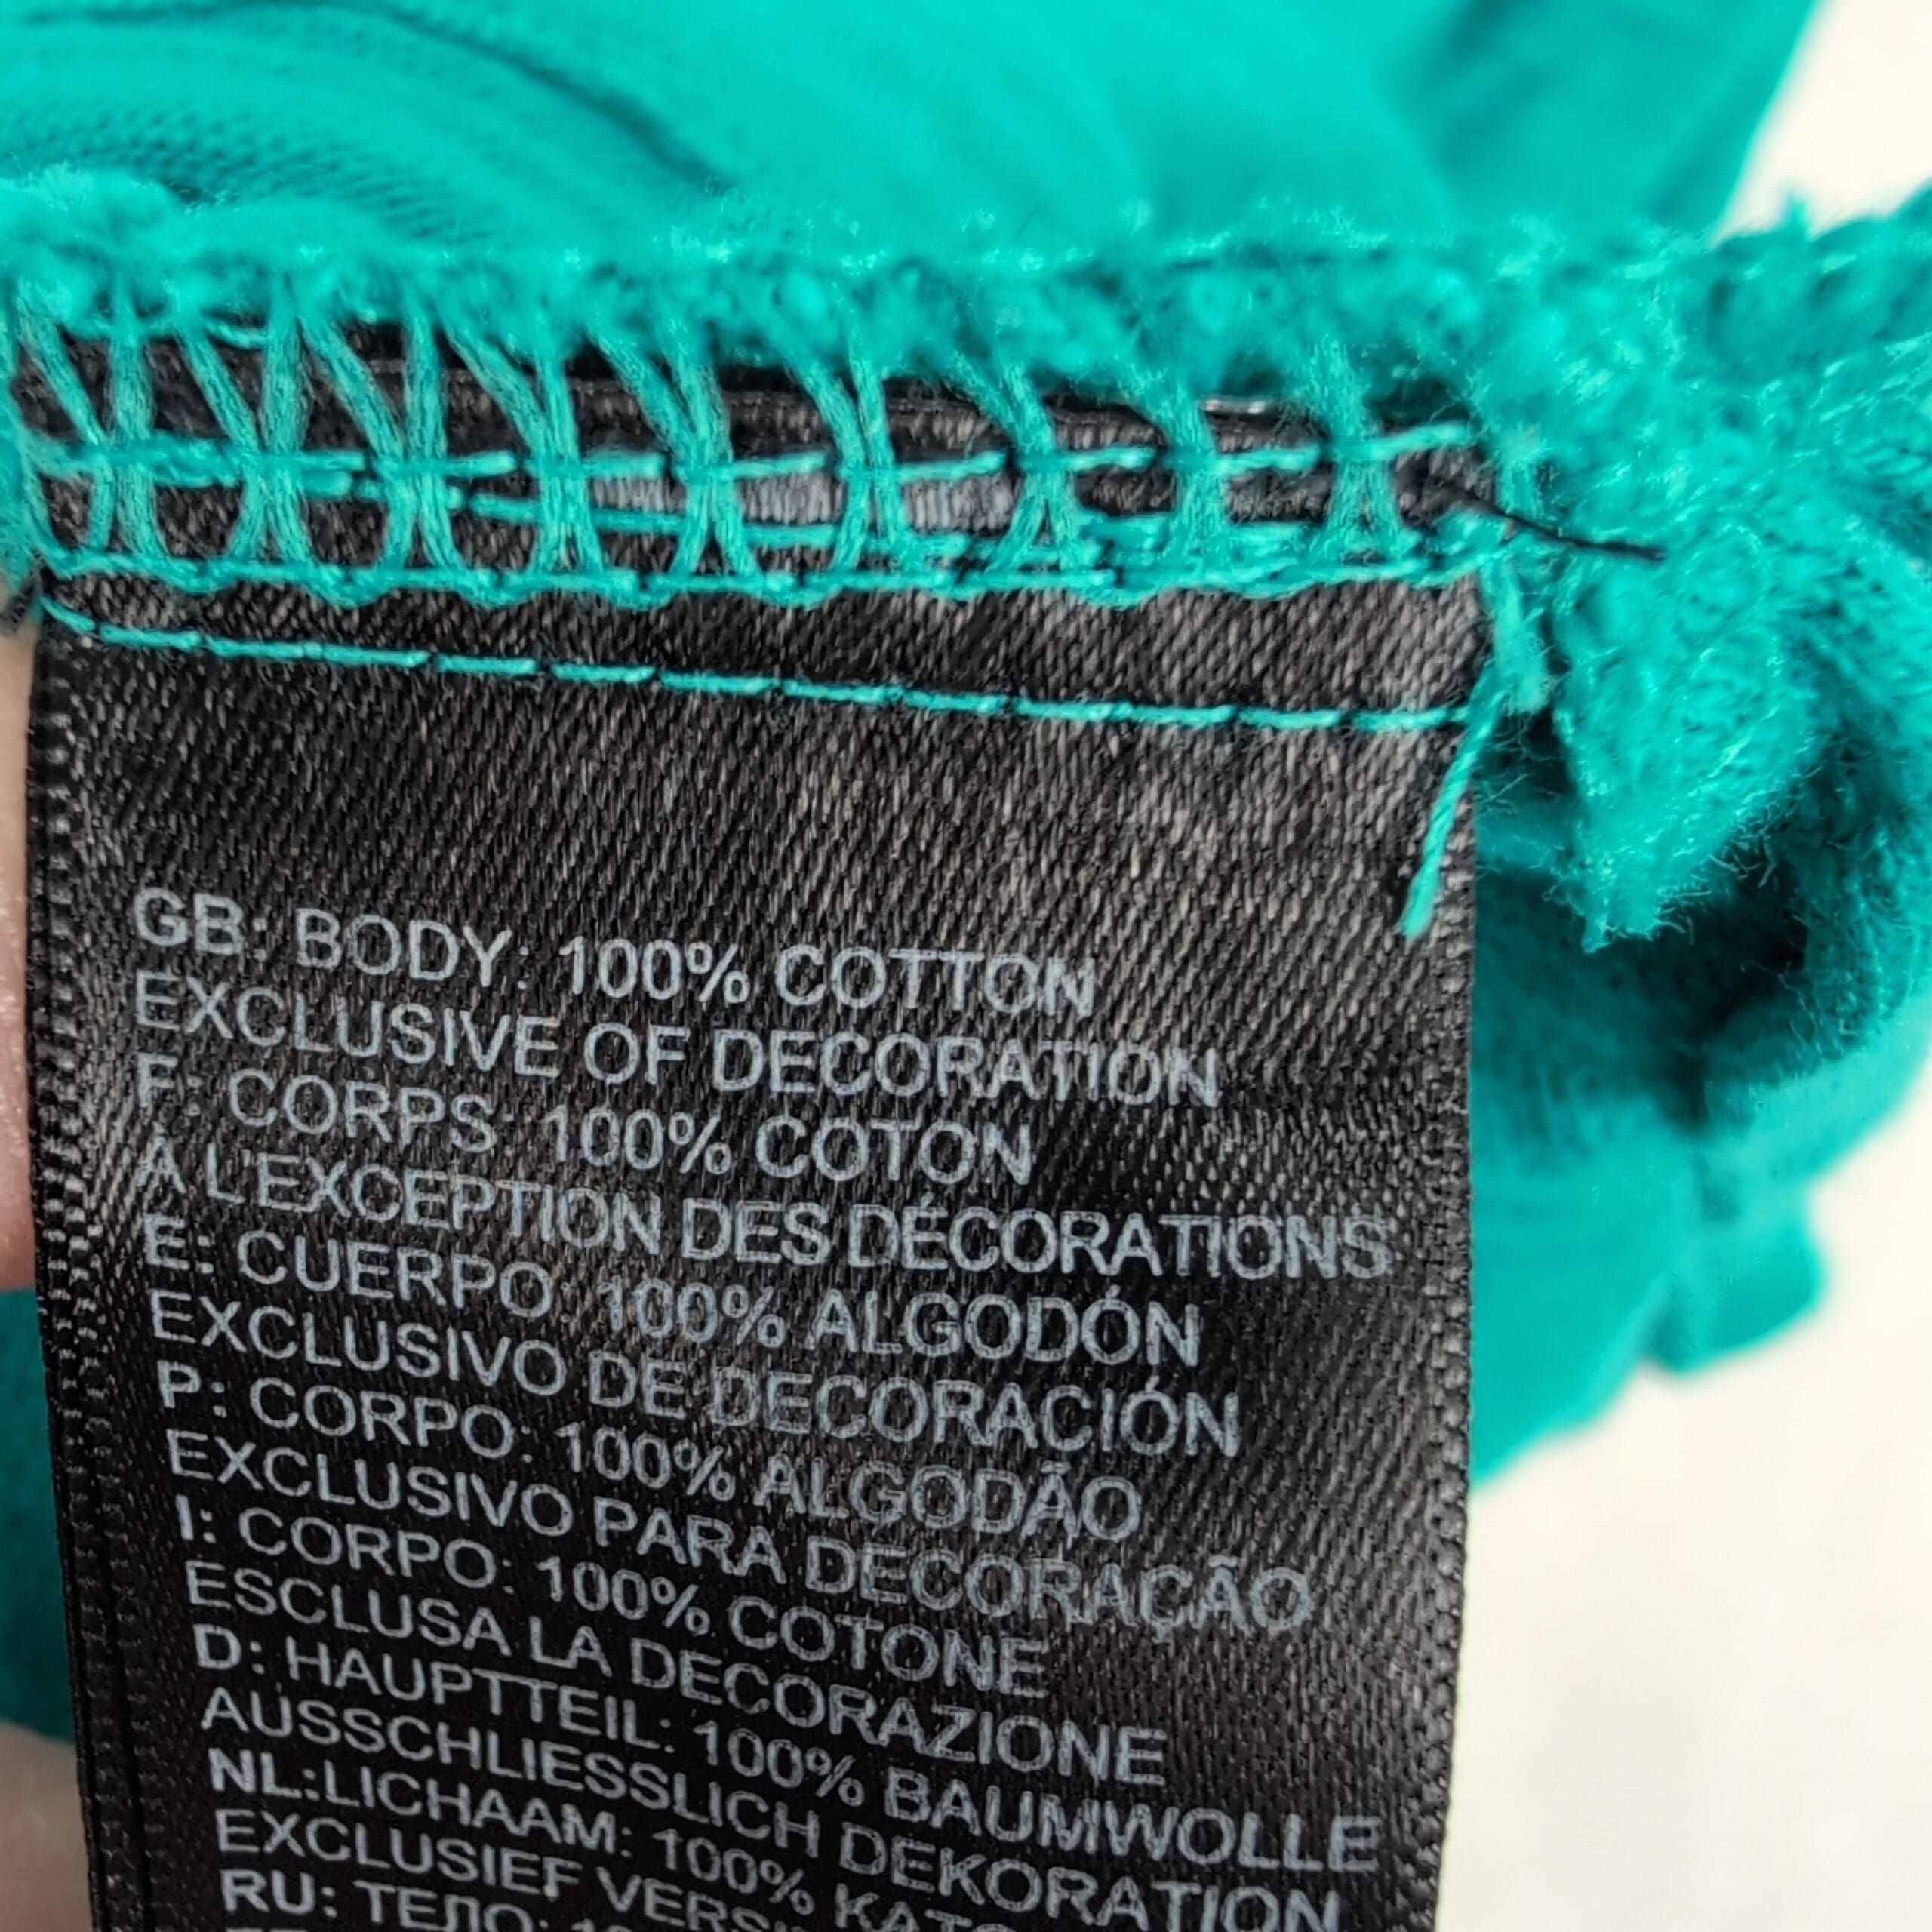 GB: BODY: 100% COTTON
EXCLUSIVE OF DECORATION
F: CORPS: 100% COTON
À L'EXCEPTION DES DÉCORATIONS
E: CUERPO: 100% ALGODÓN
EXCLUSIVO DE DECORACIÓN
P: CORPO: 100% ALGODÃO
EXCLUSIVO PARA DECORAÇÃO
I: CORPO: 100% COTONE
ESCLUSA LA DECORAZIONE
D: HAUPTTEIL: 100% BAUMWOLLE
AUSSCHLIESSLICH DEKORATION
NL:LICHAAM: 100%
EXCLUSIEF
RU: ТЕЛО: